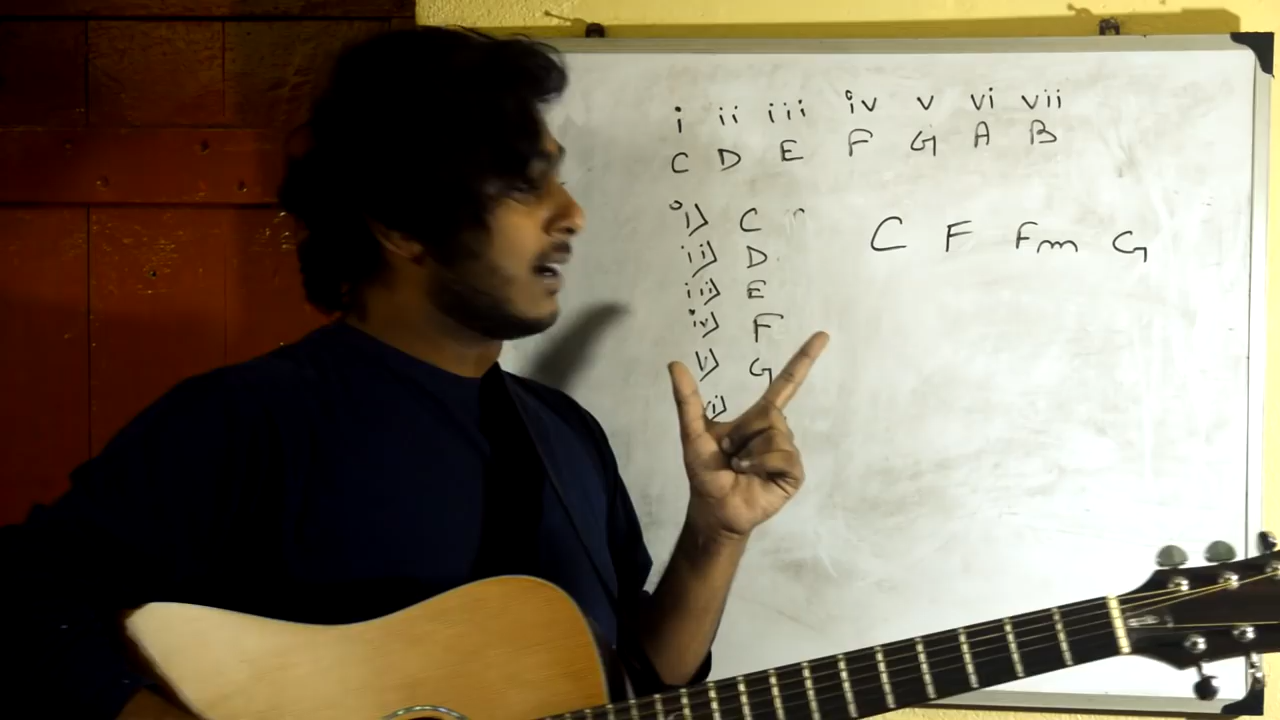 i ii iii iv v vi vii
C D E F G A B
i) C
ii) D
iii) E
iv) F
v) G
C F Fm G